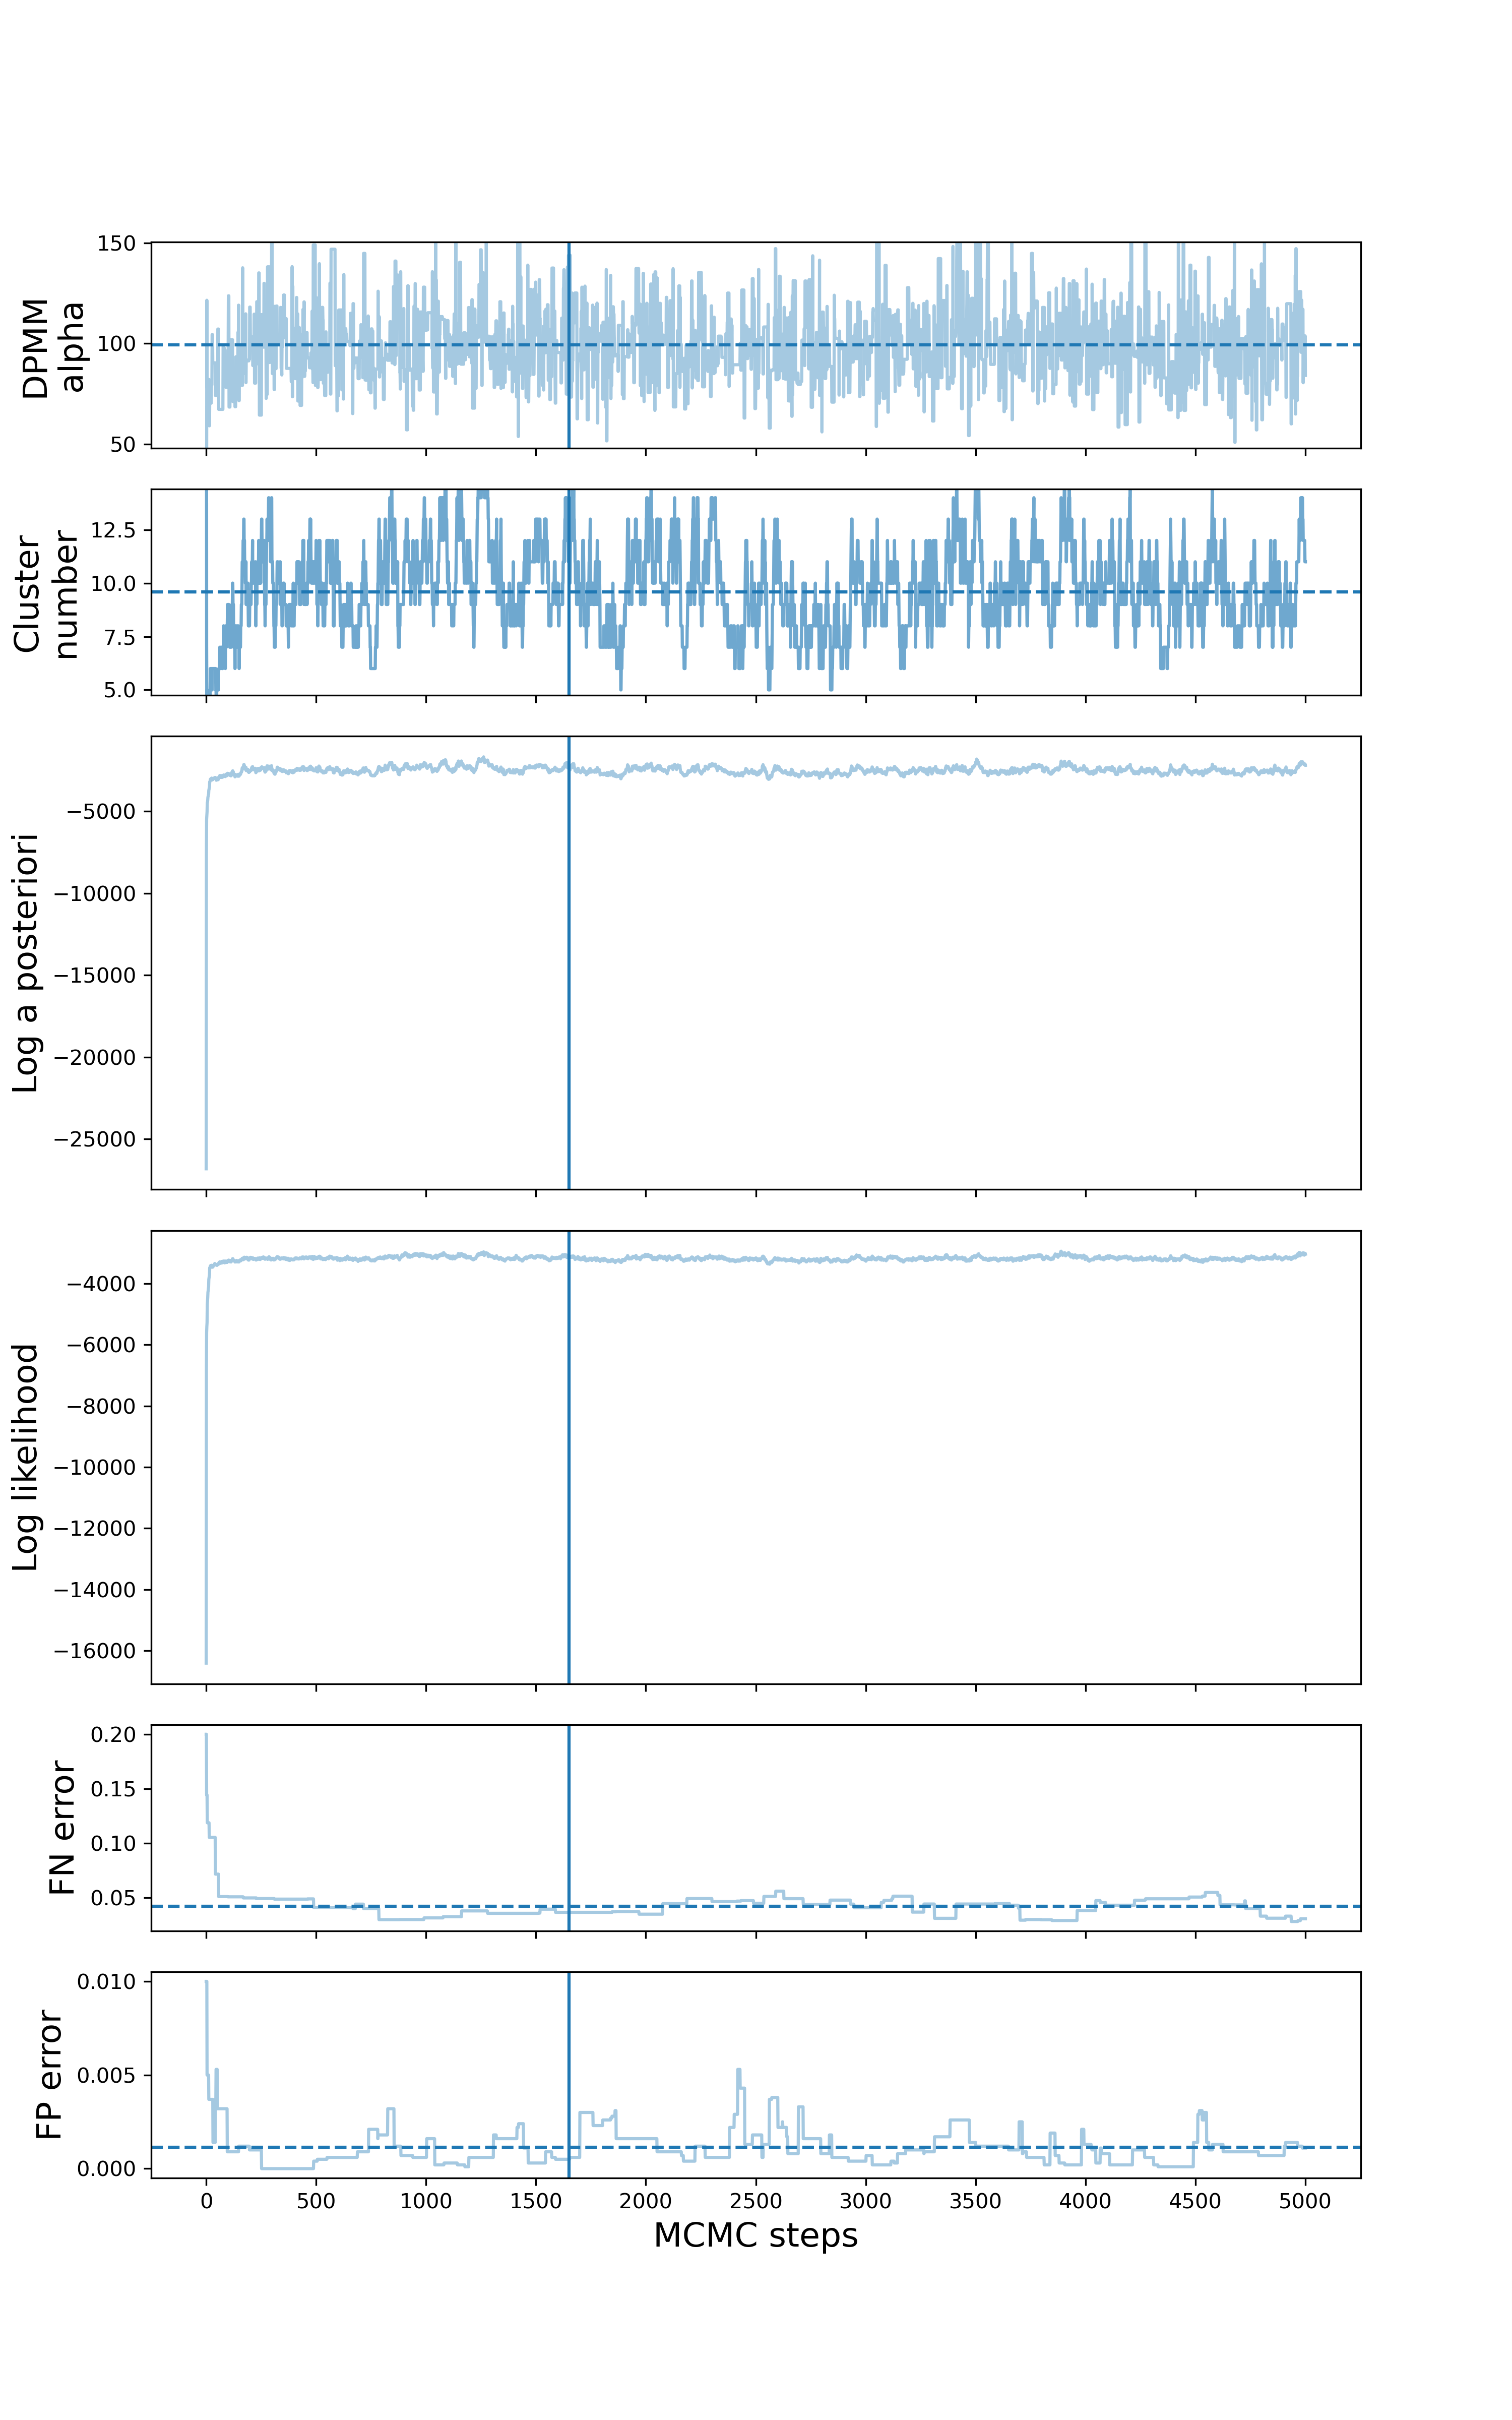 DPMM
alpha
150
100
50
Cluster
number
12.5
10.0
7.5
5.0
Log a posteriori
−5000
−10000
−15000
−20000
−25000
Log likelihood
−4000
−6000
−8000
−10000
−12000
−14000
−16000
FN error
0.20
0.15
0.10
0.05
FP error
0.010
0.005
0.000
0 500 1000 1500 2000 2500 3000 3500 4000 4500 5000
MCMC steps